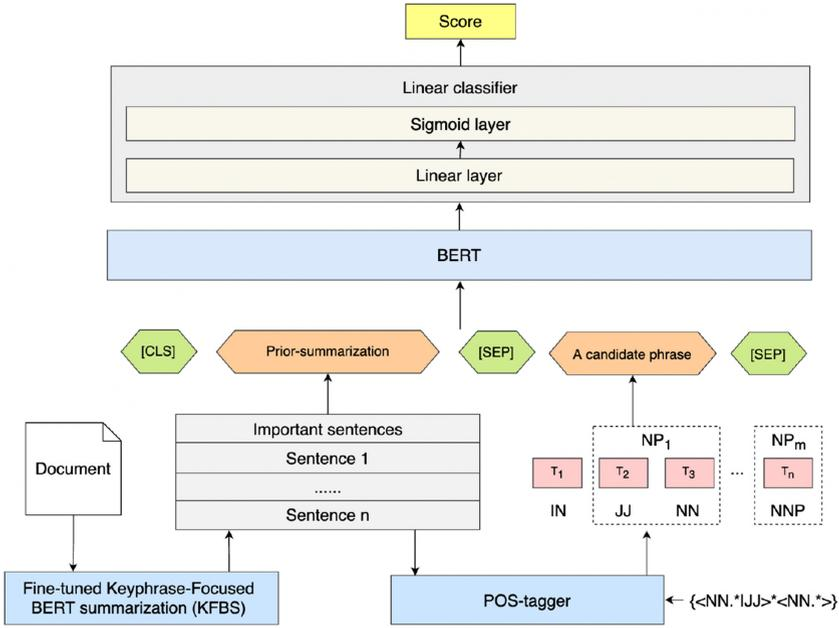 Score
Linear classifier
Sigmoid layer
Linear layer
BERT
[CLS] Prior-summarization [SEP] A candidate phrase [SEP]
Important sentences
Sentence 1
......
Sentence n
Document
NP1 NPm
T1 T2 T3 ... Tn
IN JJ NN NNP
Fine-tuned Keyphrase-Focused
BERT summarization (KFBS)
POS-tagger
{<NN.*|JJ>*<NN.*>}